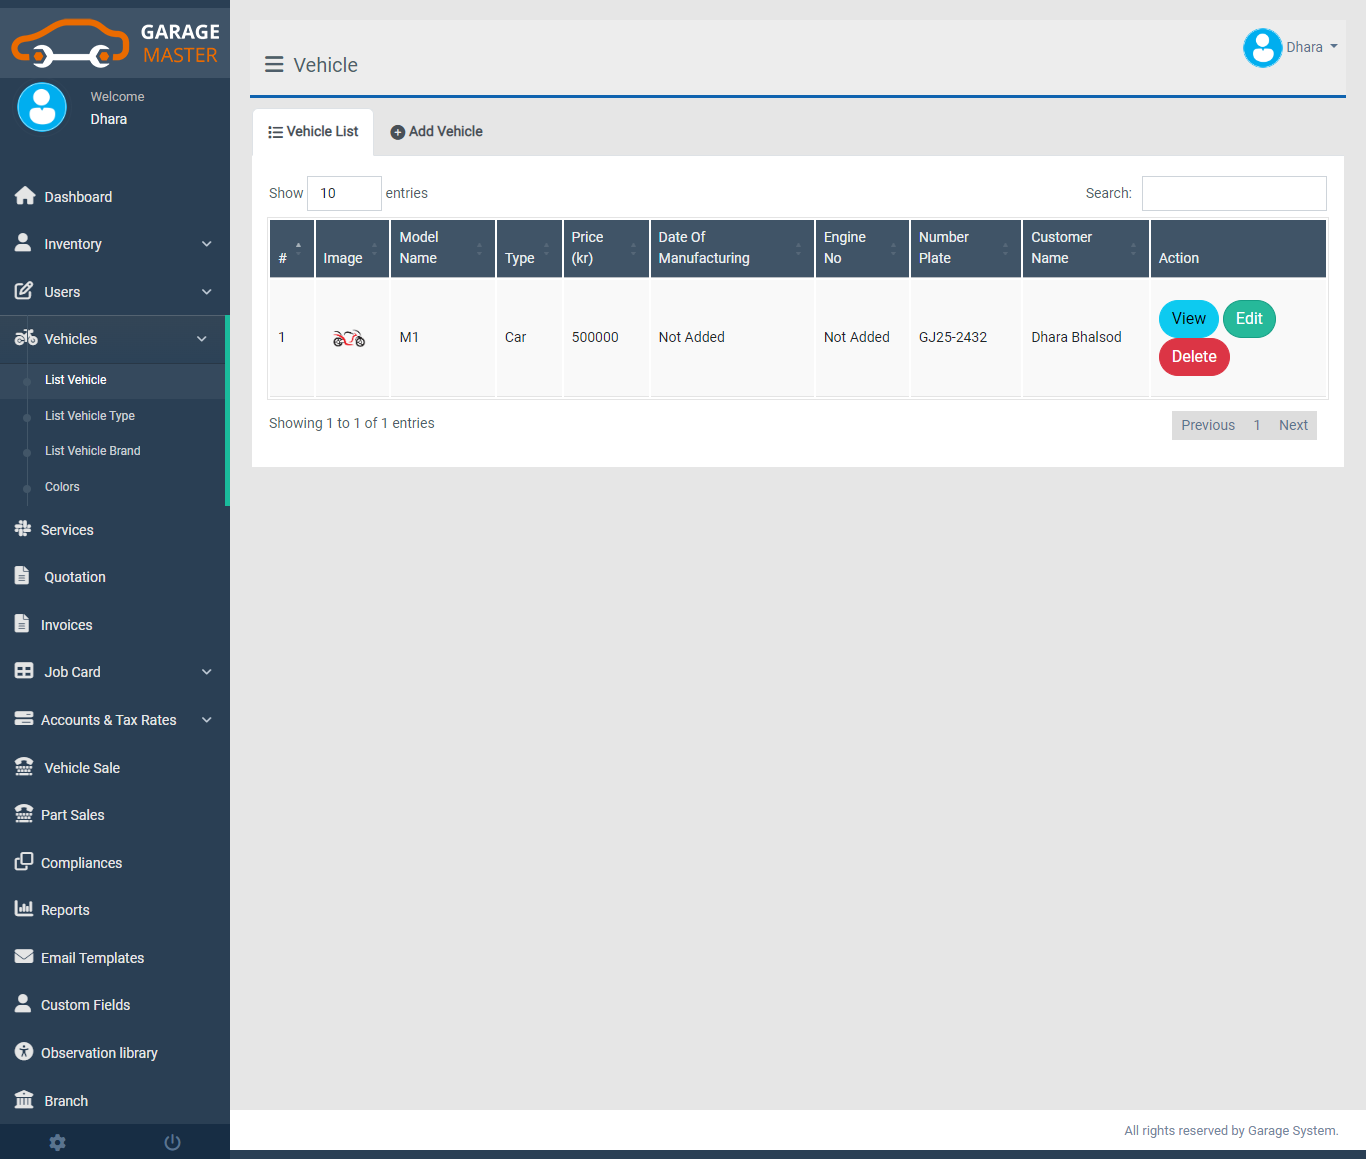 GARAGE
MASTER
Welcome
Dhara
Dashboard
Inventory
Users
Vehicles
List Vehicle
List Vehicle Type
List Vehicle Brand
Colors
Services
Quotation
Invoices
Job Card
Accounts & Tax Rates
Vehicle Sale
Part Sales
Compliances
Reports
Email Templates
Custom Fields
Observation library
Branch
Vehicle
Dhara
Vehicle List Add Vehicle
Show 10 entries Search:
# Image Model Name Type Price (kr) Date Of Manufacturing Engine No Number Plate Customer Name Action
1 M1 Car 500000 Not Added Not Added GJ25-2432 Dhara Bhalsod View Edit
Delete
Showing 1 to 1 of 1 entries Previous 1 Next
All rights reserved by Garage System.